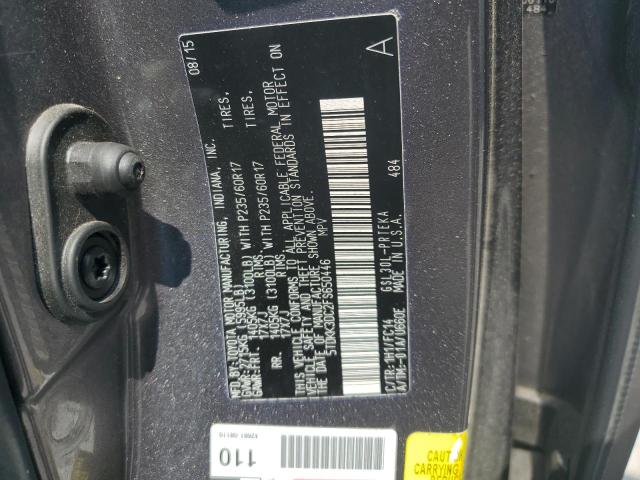 MFD. BY: TOYOTA MOTOR MANUFACTURING, INDIANA, INC.
08/15
GVWR: 2715KG (5995LB)
GAWR: FRT. 1405KG (3100LB) WITH P235/60R17 TIRES,
17X7J RIMS,
RR. 1405KG (3100LB) WITH P235/60R17 TIRES,
17X7J RIMS.
THIS VEHICLE CONFORMS TO ALL APPLICABLE FEDERAL MOTOR
VEHICLE SAFETY AND THEFT PREVENTION STANDARDS IN EFFECT ON
THE DATE OF MANUFACTURE SHOWN ABOVE.
5TDKK3DC2FS650446 MPV
A
C/TR: 1H1/FC14 GSL30L-PRTEKA 484
A/TM: -01A/U660E MADE IN U.S.A.
110
CAUT
CARRYING
REDUCE